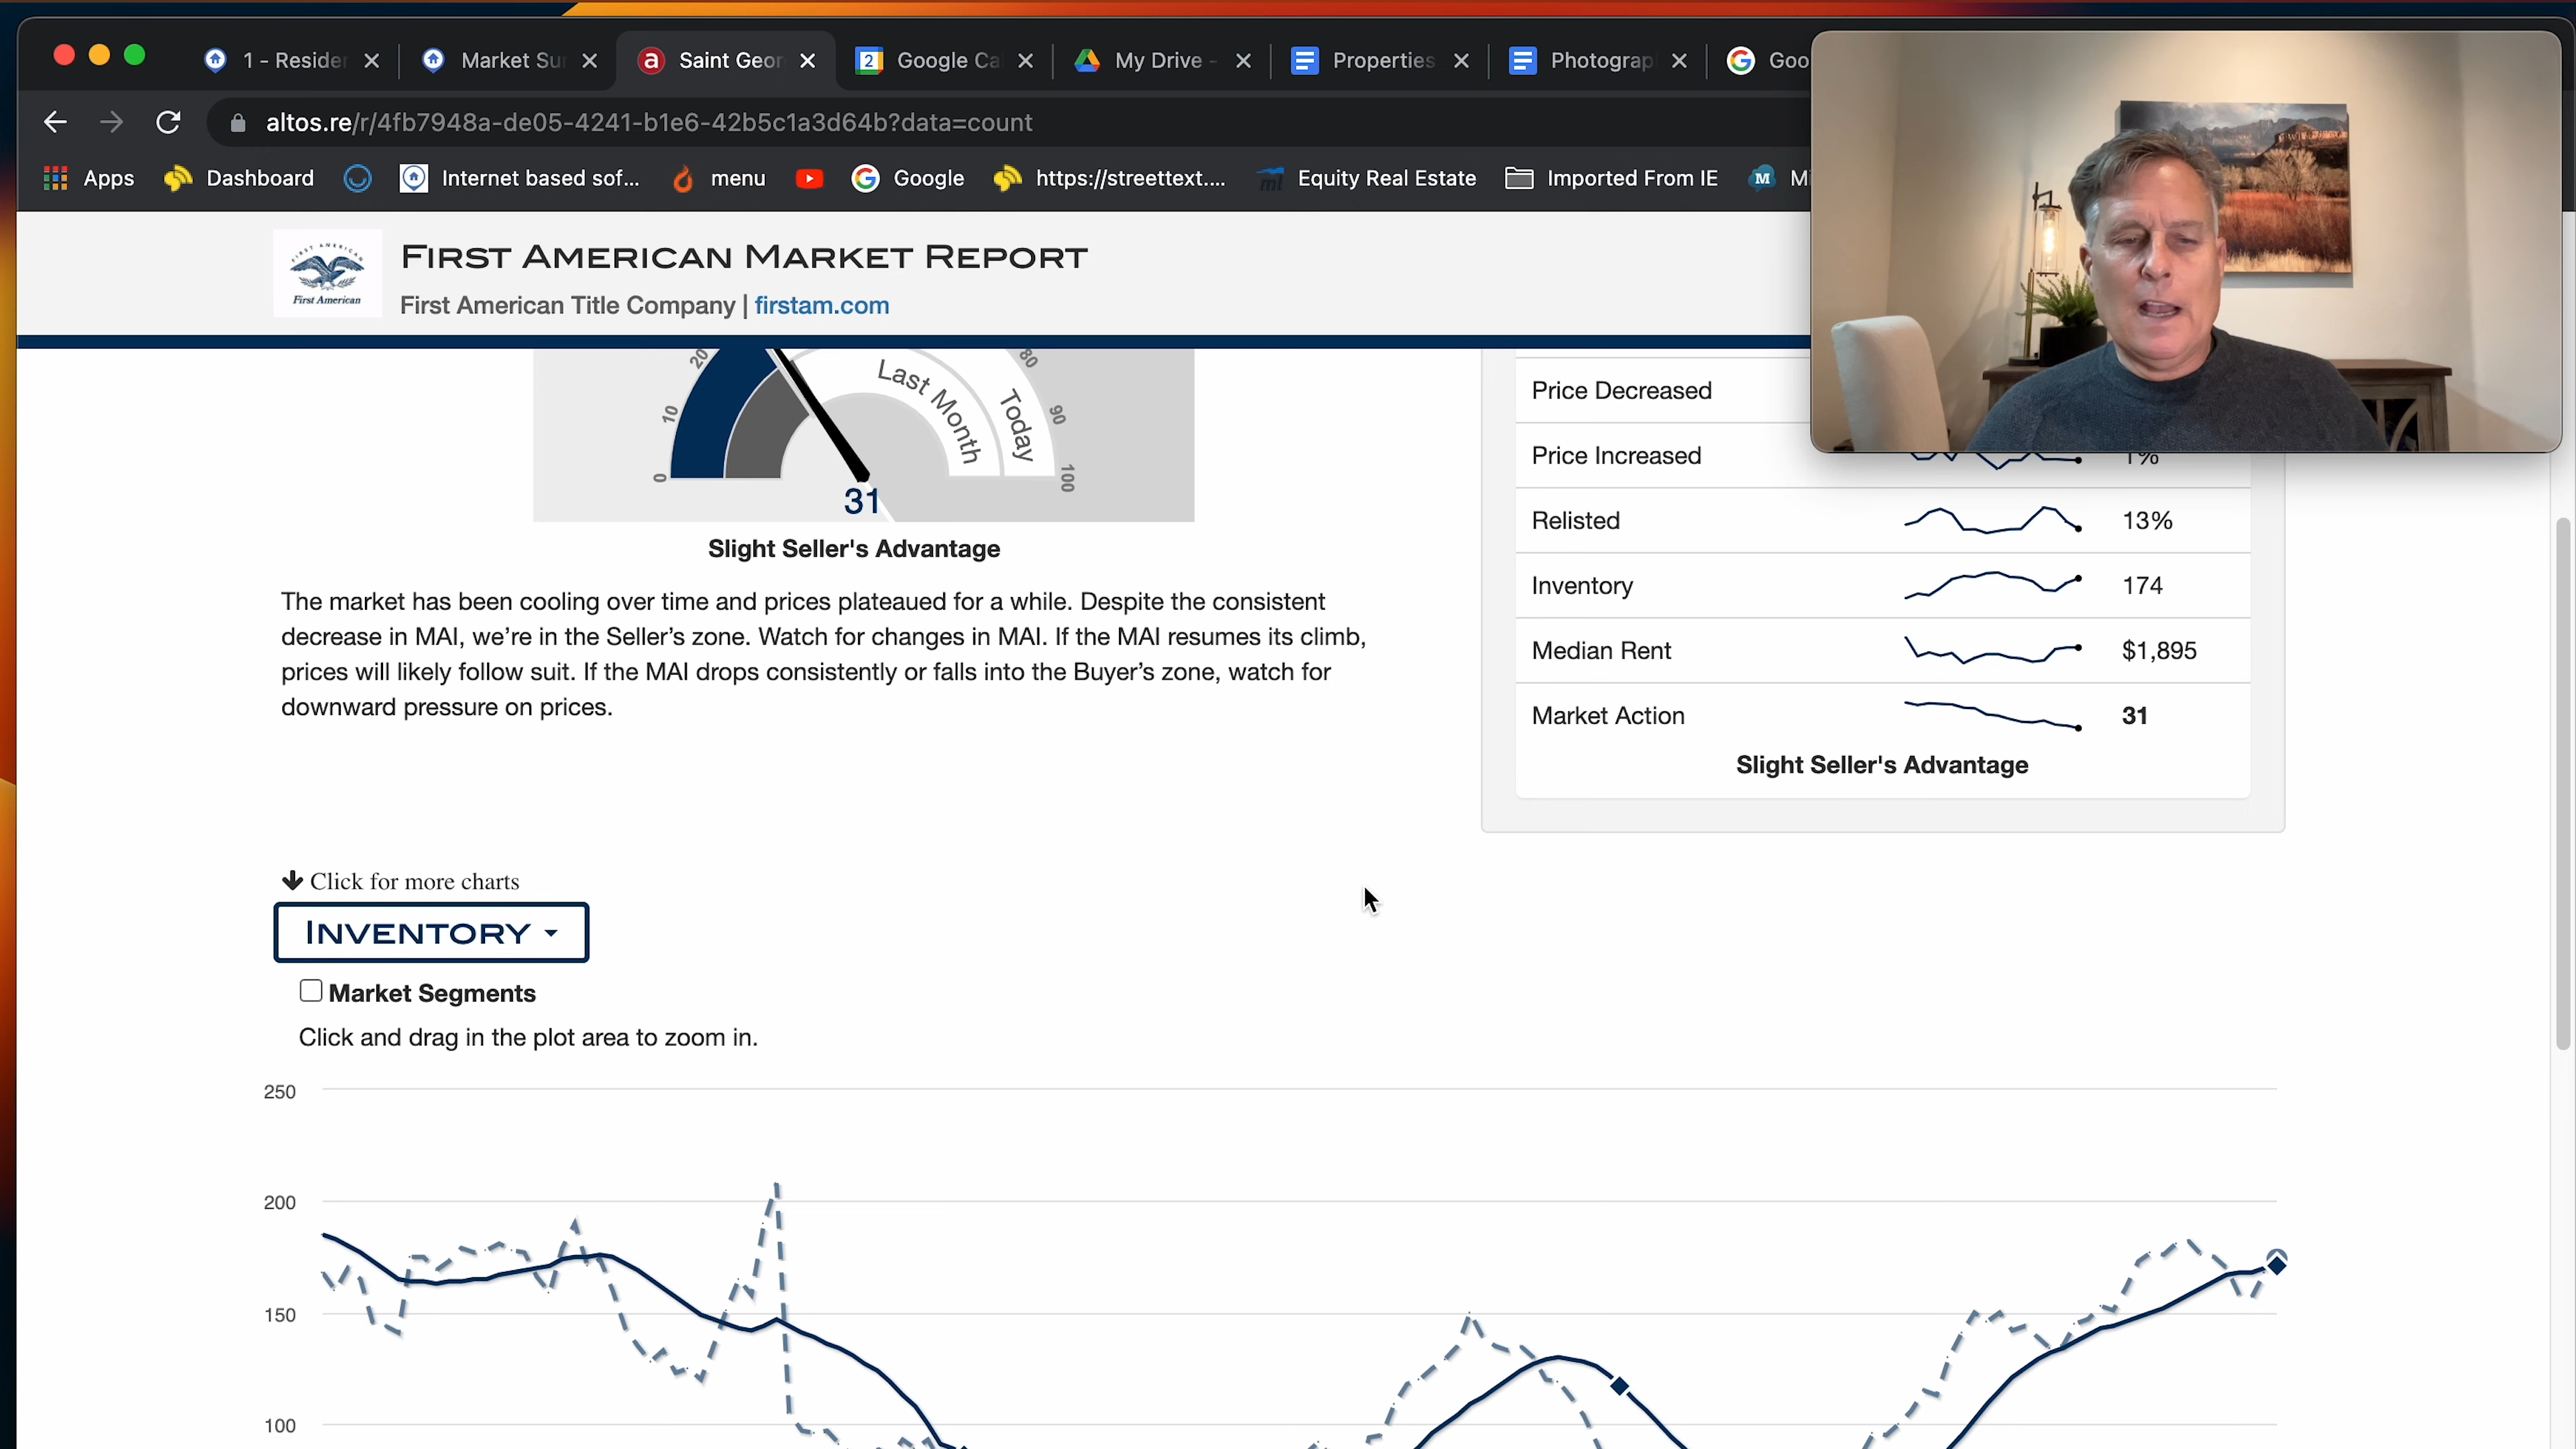 1 - Residen
Market Su
Saint Geor
2
Google Ca
My Drive -
Properties
Photograp
Goo
altos.re/r/4fb7948a-de05-4241-b1e6-42b5c1a3d64b?data=count
Apps
Dashboard
Internet based sof...
menu
Google
https://streettext....
Equity Real Estate
Imported From IE
M
Mi
FIRST AMERICAN
First American
First American Market Report
First American Title Company | firstam.com
0
10
20
80
90
100
Last Month
Today
31
Slight Seller's Advantage
The market has been cooling over time and prices plateaued for a while. Despite the consistent
decrease in MAI, we're in the Seller's zone. Watch for changes in MAI. If the MAI resumes its climb,
prices will likely follow suit. If the MAI drops consistently or falls into the Buyer's zone, watch for
downward pressure on prices.
Price Decreased
Price Increased 1%
Relisted 13%
Inventory 174
Median Rent $1,895
Market Action 31
Slight Seller's Advantage
Click for more charts
Inventory
Market Segments
Click and drag in the plot area to zoom in.
250
200
150
100